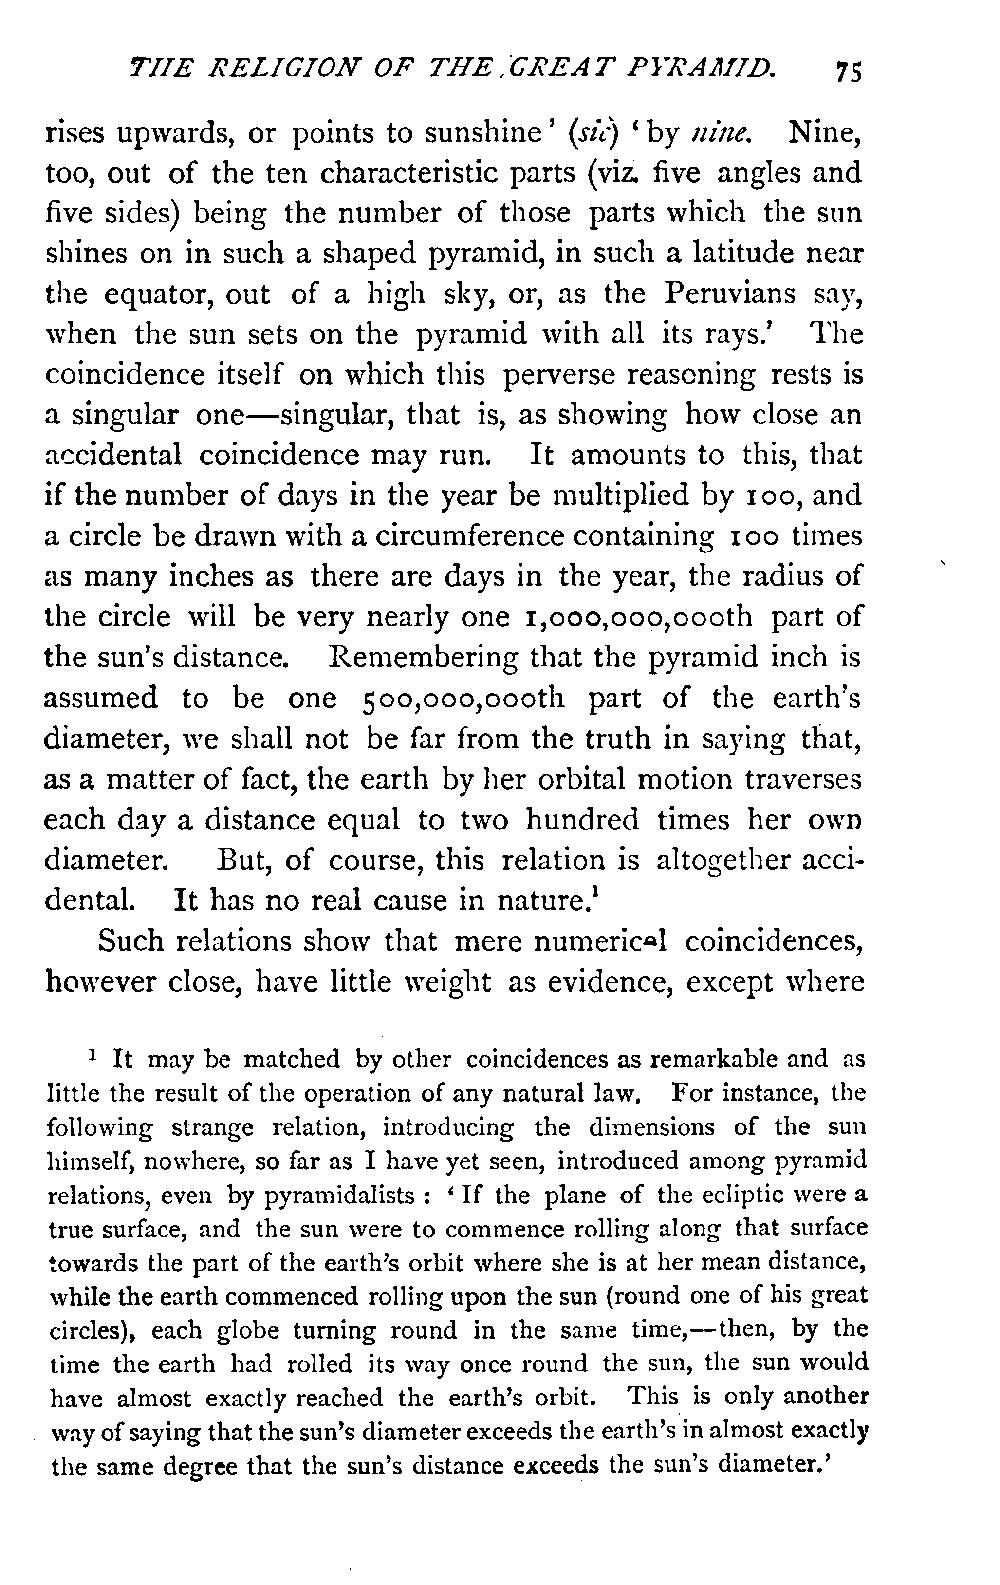 THE RELIGION OF THE GREAT PYRAMID. 75
rises upwards, or points to sunshine' (sic) 'by nine. Nine,
too, out of the ten characteristic parts (viz. five angles and
five sides) being the number of those parts which the sun
shines on in such a shaped pyramid, in such a latitude near
the equator, out of a high sky, or, as the Peruvians say,
when the sun sets on the pyramid with all its rays.' The
coincidence itself on which this perverse reasoning rests is
a singular one—singular, that is, as showing how close an
accidental coincidence may run. It amounts to this, that
if the number of days in the year be multiplied by 100, and
a circle be drawn with a circumference containing 100 times
as many inches as there are days in the year, the radius of
the circle will be very nearly one 1,000,000,000th part of
the sun's distance. Remembering that the pyramid inch is
assumed to be one 500,000,000th part of the earth's
diameter, we shall not be far from the truth in saying that,
as a matter of fact, the earth by her orbital motion traverses
each day a distance equal to two hundred times her own
diameter. But, of course, this relation is altogether acci-
dental. It has no real cause in nature.¹
Such relations show that mere numerical coincidences,
however close, have little weight as evidence, except where
¹ It may be matched by other coincidences as remarkable and as
little the result of the operation of any natural law. For instance, the
following strange relation, introducing the dimensions of the sun
himself, nowhere, so far as I have yet seen, introduced among pyramid
relations, even by pyramidalists : 'If the plane of the ecliptic were a
true surface, and the sun were to commence rolling along that surface
towards the part of the earth's orbit where she is at her mean distance,
while the earth commenced rolling upon the sun (round one of his great
circles), each globe turning round in the same time,—then, by the
time the earth had rolled its way once round the sun, the sun would
have almost exactly reached the earth's orbit. This is only another
way of saying that the sun's diameter exceeds the earth's in almost exactly
the same degree that the sun's distance exceeds the sun's diameter.'